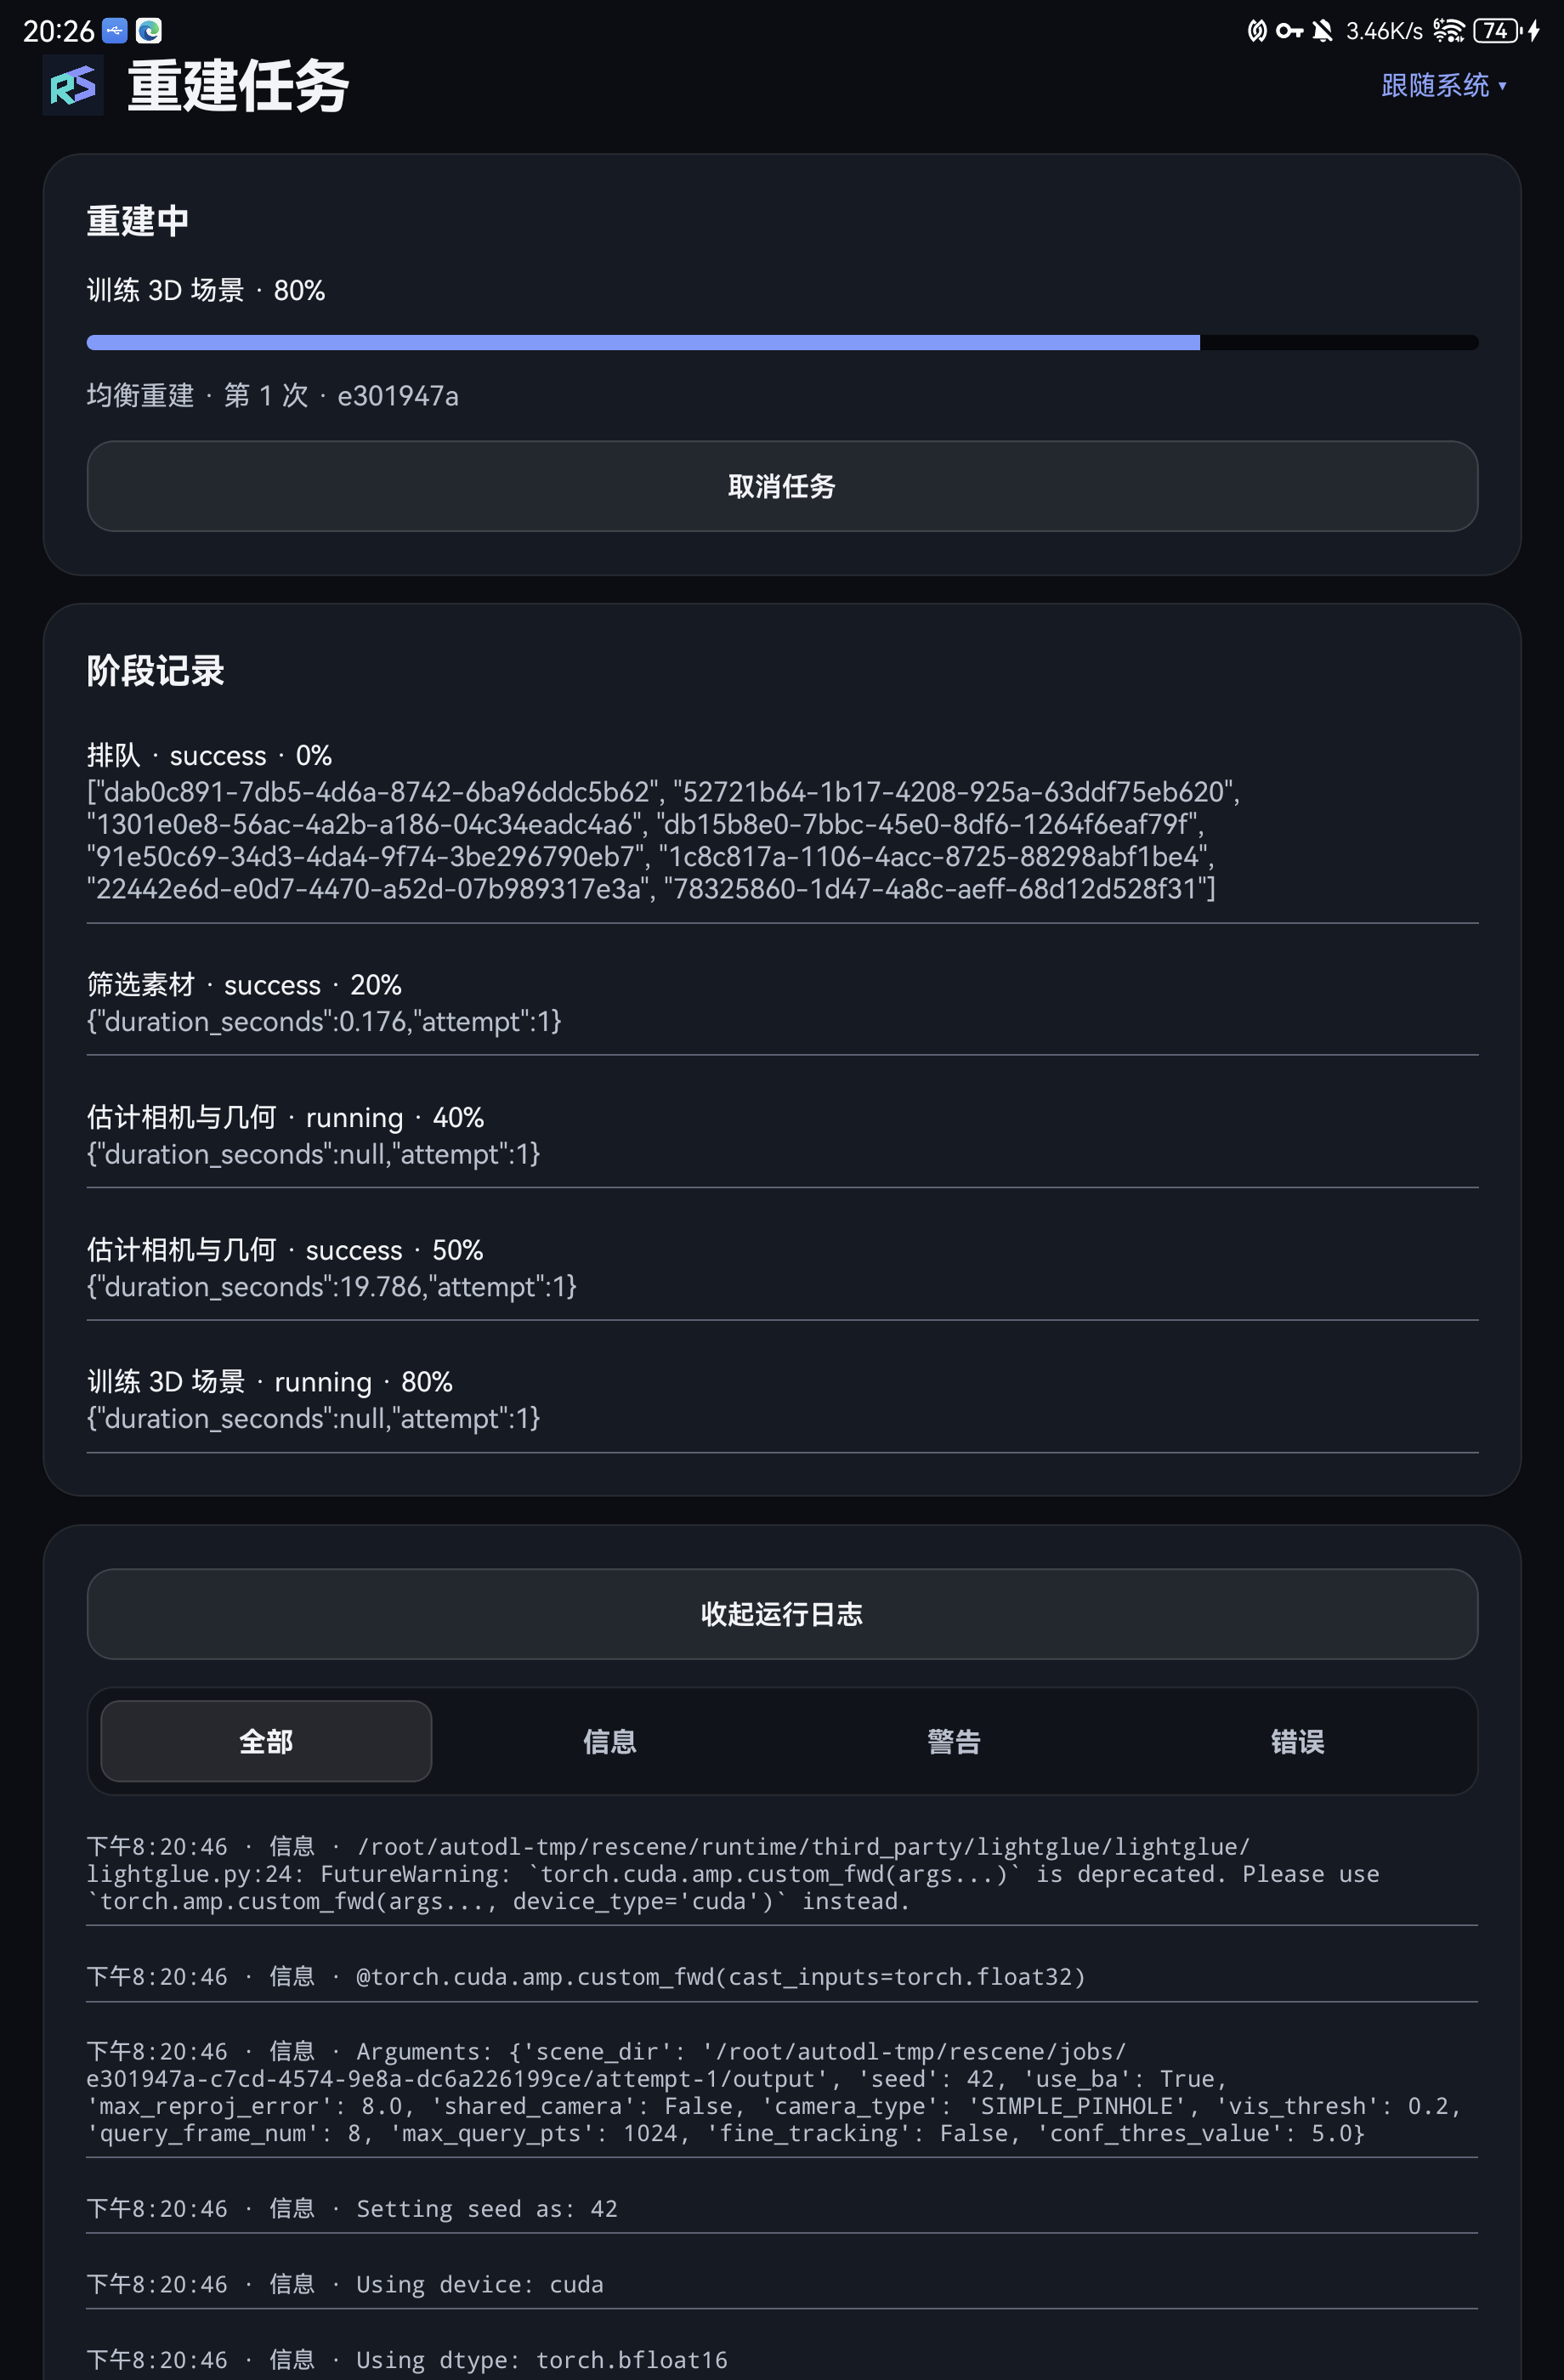 20:26
3.46K/s
74
RS 重建任务
跟随系统 ▾
重建中
训练 3D 场景 · 80%
均衡重建 · 第 1 次 · e301947a
取消任务
阶段记录
排队 · success · 0%
["dab0c891-7db5-4d6a-8742-6ba96ddc5b62", "52721b64-1b17-4208-925a-63ddf75eb620",
"1301e0e8-56ac-4a2b-a186-04c34eadc4a6", "db15b8e0-7bbc-45e0-8df6-1264f6eaf79f",
"91e50c69-34d3-4da4-9f74-3be296790eb7", "1c8c817a-1106-4acc-8725-88298abf1be4",
"22442e6d-e0d7-4470-a52d-07b989317e3a", "78325860-1d47-4a8c-aeff-68d12d528f31"]
筛选素材 · success · 20%
{"duration_seconds":0.176,"attempt":1}
估计相机与几何 · running · 40%
{"duration_seconds":null,"attempt":1}
估计相机与几何 · success · 50%
{"duration_seconds":19.786,"attempt":1}
训练 3D 场景 · running · 80%
{"duration_seconds":null,"attempt":1}
收起运行日志
全部
信息
警告
错误
下午8:20:46 · 信息 · /root/autodl-tmp/rescene/runtime/third_party/lightglue/lightglue/
lightglue.py:24: FutureWarning: `torch.cuda.amp.custom_fwd(args...)` is deprecated. Please use
`torch.amp.custom_fwd(args..., device_type='cuda')` instead.
下午8:20:46 · 信息 · @torch.cuda.amp.custom_fwd(cast_inputs=torch.float32)
下午8:20:46 · 信息 · Arguments: {'scene_dir': '/root/autodl-tmp/rescene/jobs/
e301947a-c7cd-4574-9e8a-dc6a226199ce/attempt-1/output', 'seed': 42, 'use_ba': True,
'max_reproj_error': 8.0, 'shared_camera': False, 'camera_type': 'SIMPLE_PINHOLE', 'vis_thresh': 0.2,
'query_frame_num': 8, 'max_query_pts': 1024, 'fine_tracking': False, 'conf_thres_value': 5.0}
下午8:20:46 · 信息 · Setting seed as: 42
下午8:20:46 · 信息 · Using device: cuda
下午8:20:46 · 信息 · Using dtype: torch.bfloat16